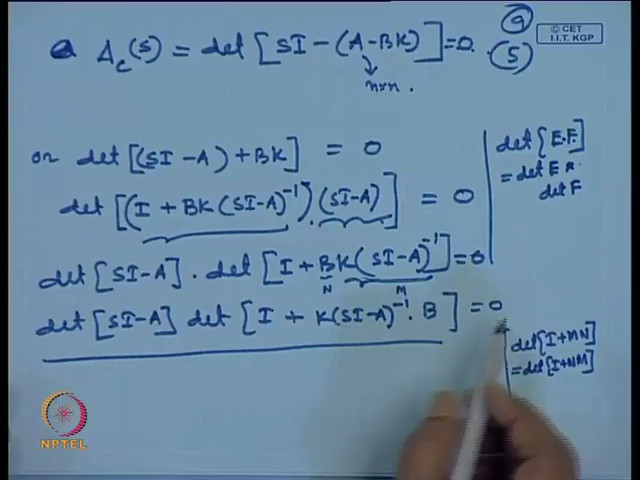 Δc(s) = det [SI - (A - BK)] = 0. (5)
9
© CET
I.I.T. KGP
n×n.
or det [(SI - A) + BK] = 0
det [(I + BK(SI-A)⁻¹).(SI-A)] = 0
det [SI-A] . det [I + BK(SI-A)⁻¹] = 0
N M
det [SI-A] det [I + K(SI-A)⁻¹. B] = 0
det [E.F]
= det E ×
det F
det[I+MN]
= det[I+NM]
NPTEL